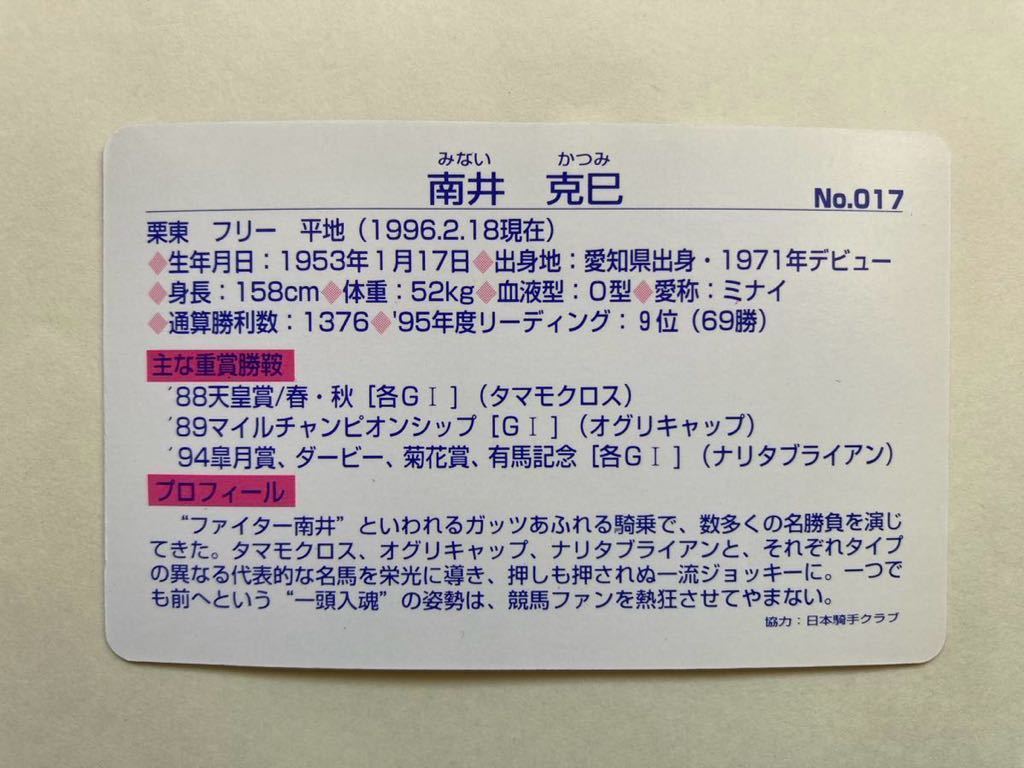 みない かつみ
南井 克巳 No.017
栗東 フリー 平地（1996.2.18現在）
◆生年月日：1953年1月17日◆出身地：愛知県出身・1971年デビュー
◆身長：158cm◆体重：52kg◆血液型：O型◆愛称：ミナイ
◆通算勝利数：1376◆'95年度リーディング：9位（69勝）
主な重賞勝鞍
'88天皇賞/春・秋［各GⅠ］（タマモクロス）
'89マイルチャンピオンシップ［GⅠ］（オグリキャップ）
'94皐月賞、ダービー、菊花賞、有馬記念［各GⅠ］（ナリタブライアン）
プロフィール
“ファイター南井”といわれるガッツあふれる騎乗で、数多くの名勝負を演じ
てきた。タマモクロス、オグリキャップ、ナリタブライアンと、それぞれタイプ
の異なる代表的な名馬を栄光に導き、押しも押されぬ一流ジョッキーに。一つで
も前へという“一頭入魂”の姿勢は、競馬ファンを熱狂させてやまない。
協力：日本騎手クラブ